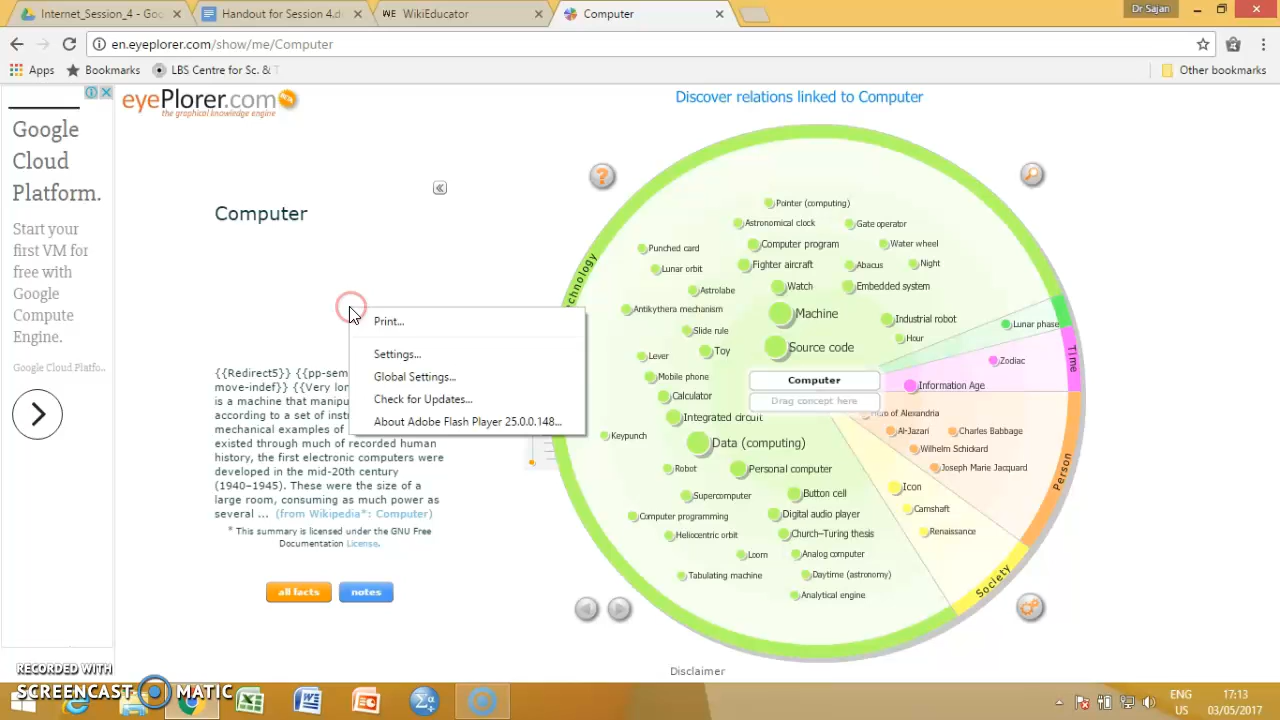 Internet_Session_4 - Goo
Handout for Session 4.d
WikiEducator
Computer
Dr Sajan
en.eyeplorer.com/show/me/Computer
Apps
Bookmarks
LBS Centre for Sc. & T
Other bookmarks
Google
Cloud
Platform.
Start your
first VM for
free with
Google
Compute
Engine.
Google Cloud Platfo..
eyePlorer.com
the graphical knowledge engine
Discover relations linked to Computer
Computer
Print...
Settings...
Global Settings...
Check for Updates...
About Adobe Flash Player 25.0.0.148...
{{Redirect5}} {{pp-sem
move-indef}} {{Very lon
is a machine that manipu
according to a set of inst
mechanical examples of
existed through much of recorded human
history, the first electronic computers were
developed in the mid-20th century
(1940–1945). These were the size of a
large room, consuming as much power as
several ... (from Wikipedia*: Computer)
* This summary is licensed under the GNU Free
Documentation License.
all facts
notes
chnology
Pointer (computing)
Astronomical clock
Gate operator
Punched card
Computer program
Water wheel
Lunar orbit
Fighter aircraft
Abacus
Night
Astrolabe
Watch
Embedded system
Antikythera mechanism
Machine
Industrial robot
Lunar phase
Slide rule
Hour
Lever
Toy
Source code
Zodiac
Time
Mobile phone
Computer
Information Age
Calculator
Drag concept here
Integrated circuit
Hero of Alexandria
Keypunch
Data (computing)
Al-Jazari
Charles Babbage
Wilhelm Schickard
Robot
Personal computer
Joseph Marie Jacquard
Person
Supercomputer
Button cell
Icon
Computer programming
Digital audio player
Camshaft
Heliocentric orbit
Church–Turing thesis
Renaissance
Loom
Analog computer
Tabulating machine
Daytime (astronomy)
Society
Analytical engine
Disclaimer
RECORDED WITH
SCREENCAST MATIC
ENG
US
17:13
03/05/2017